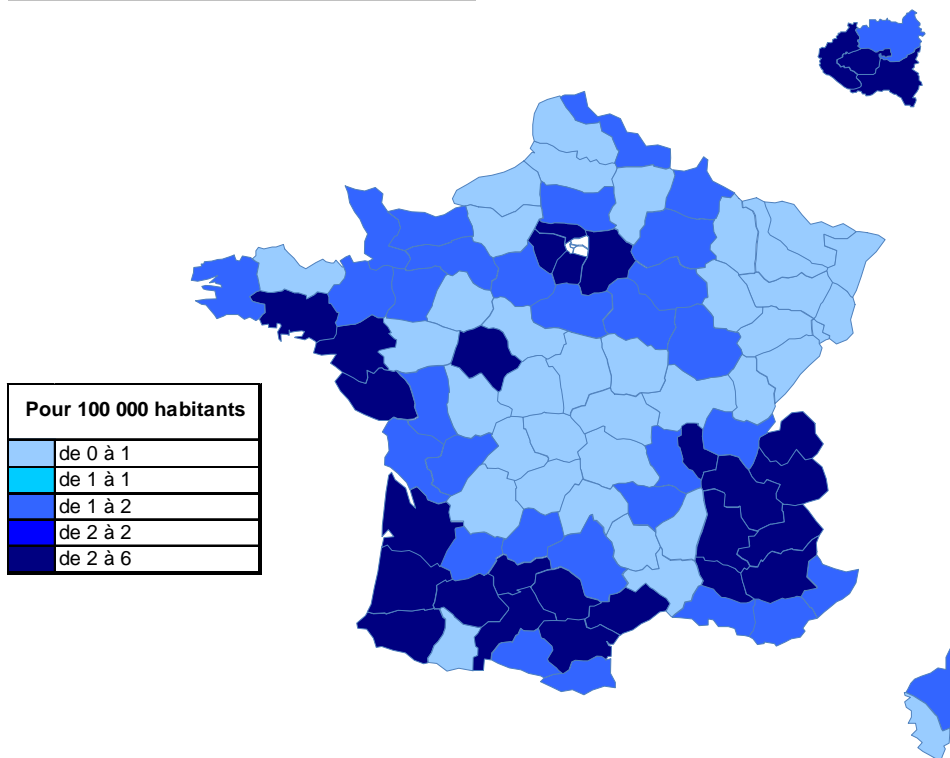 Pour 100 000 habitants
de 0 à 1
de 1 à 1
de 1 à 2
de 2 à 2
de 2 à 6